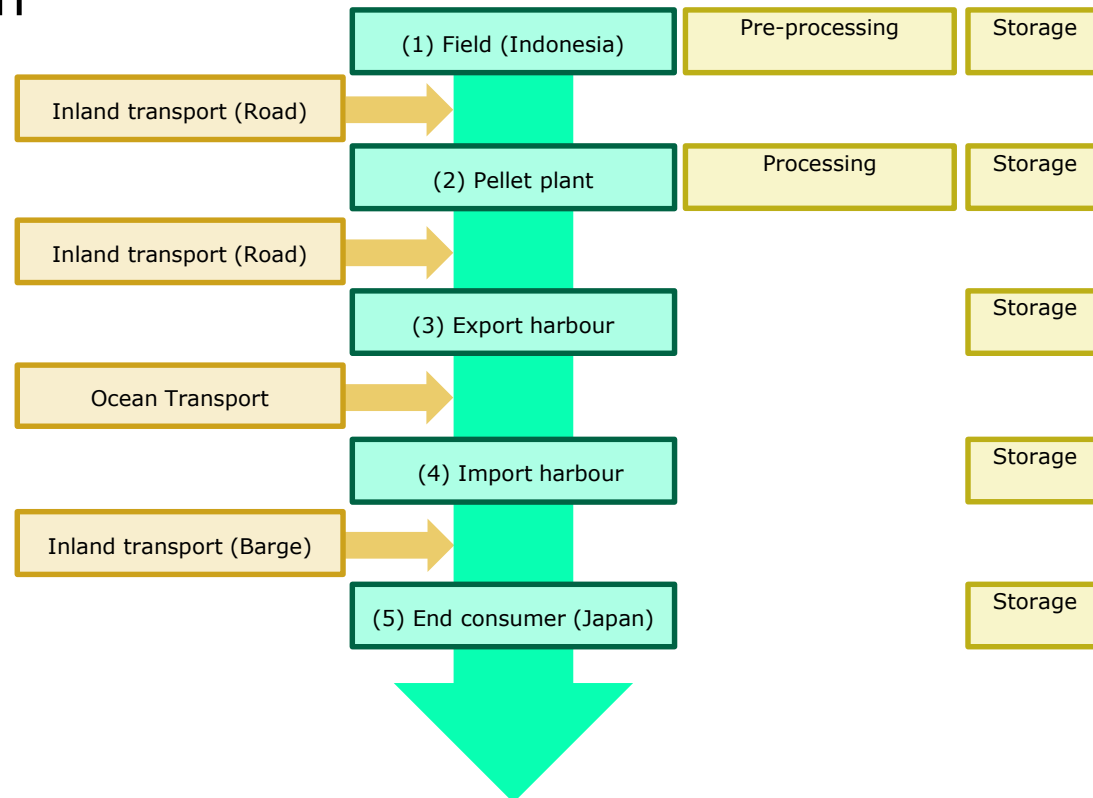 (1) Field (Indonesia)
Pre-processing
Storage
Inland transport (Road)
(2) Pellet plant
Processing
Storage
Inland transport (Road)
(3) Export harbour
Storage
Ocean Transport
(4) Import harbour
Storage
Inland transport (Barge)
(5) End consumer (Japan)
Storage